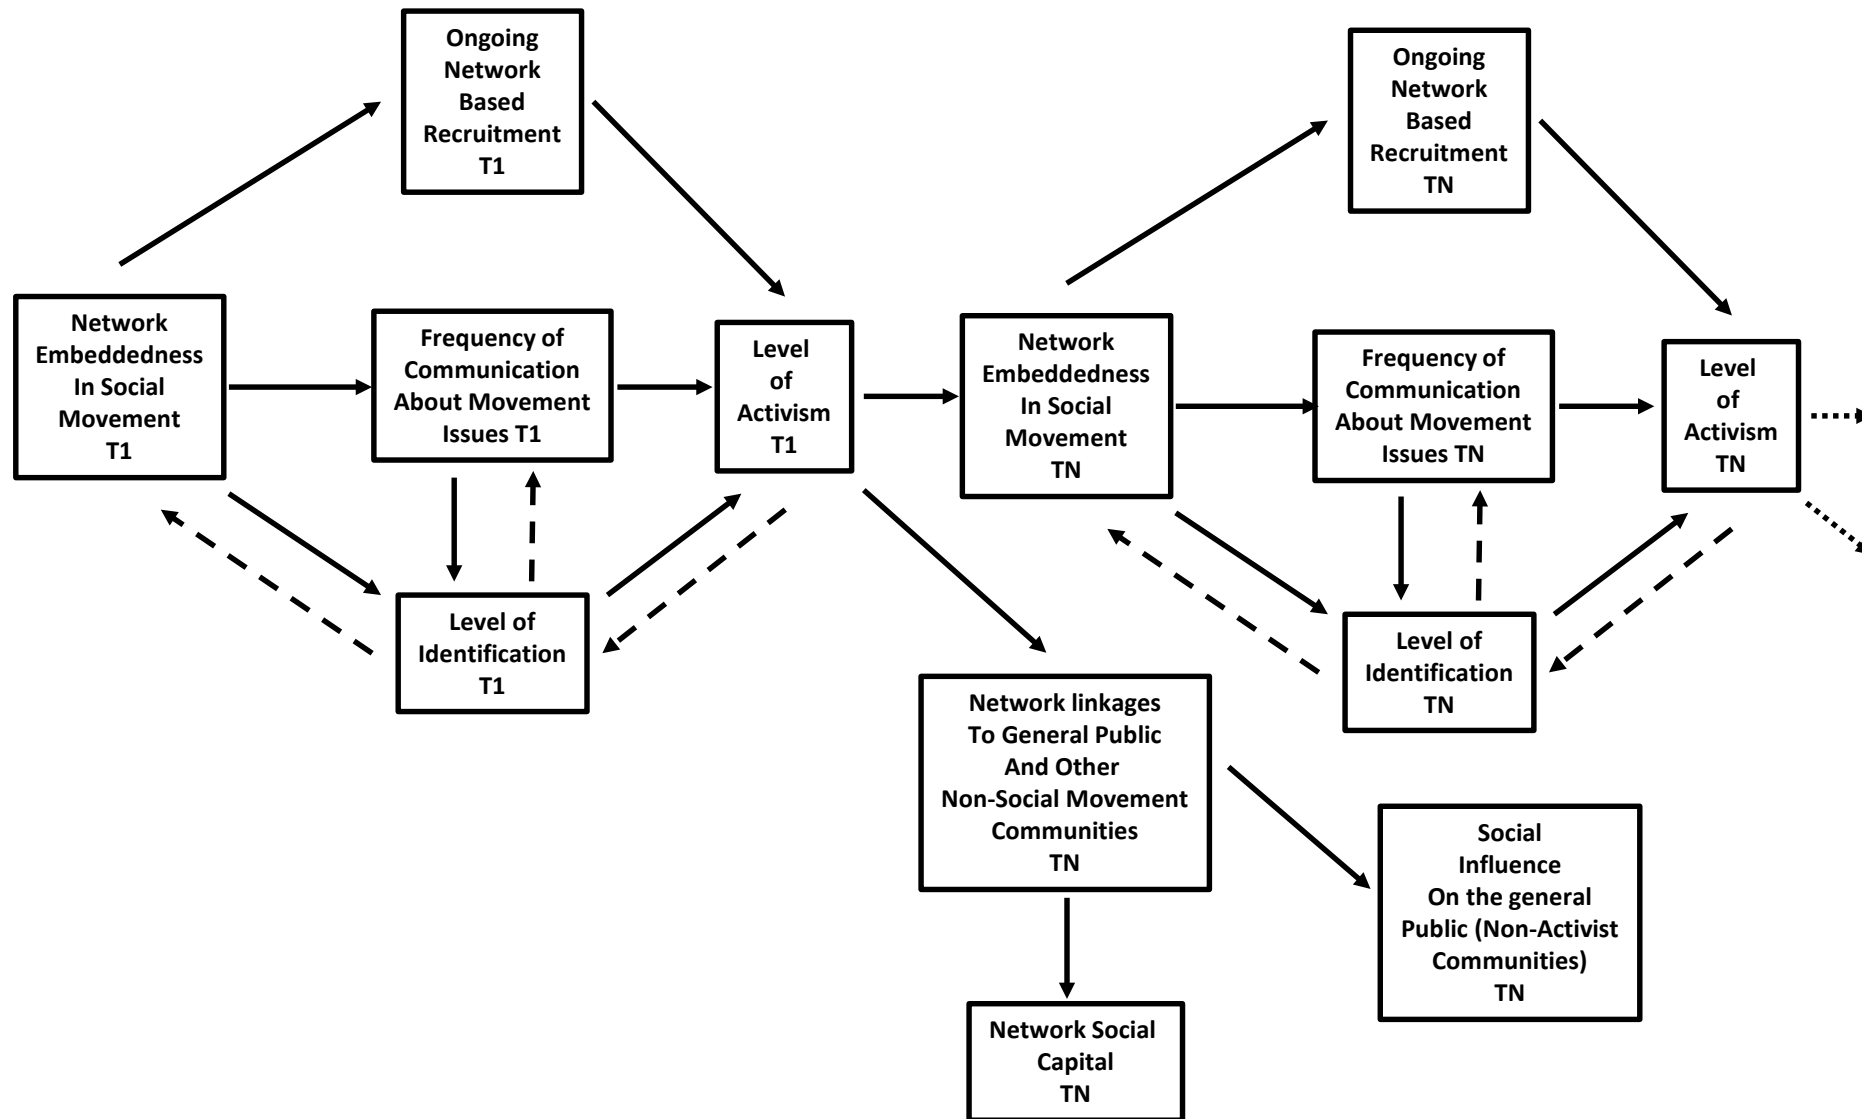 Ongoing
Network
Based
Recruitment
T1
Ongoing
Network
Based
Recruitment
TN
Network
Embeddedness
In Social
Movement
T1
Frequency of
Communication
About Movement
Issues T1
Level
of
Activism
T1
Network
Embeddedness
In Social
Movement
TN
Frequency of
Communication
About Movement
Issues TN
Level
of
Activism
TN
Level of
Identification
T1
Level of
Identification
TN
Network linkages
To General Public
And Other
Non-Social Movement
Communities
TN
Social
Influence
On the general
Public (Non-Activist
Communities)
TN
Network Social
Capital
TN